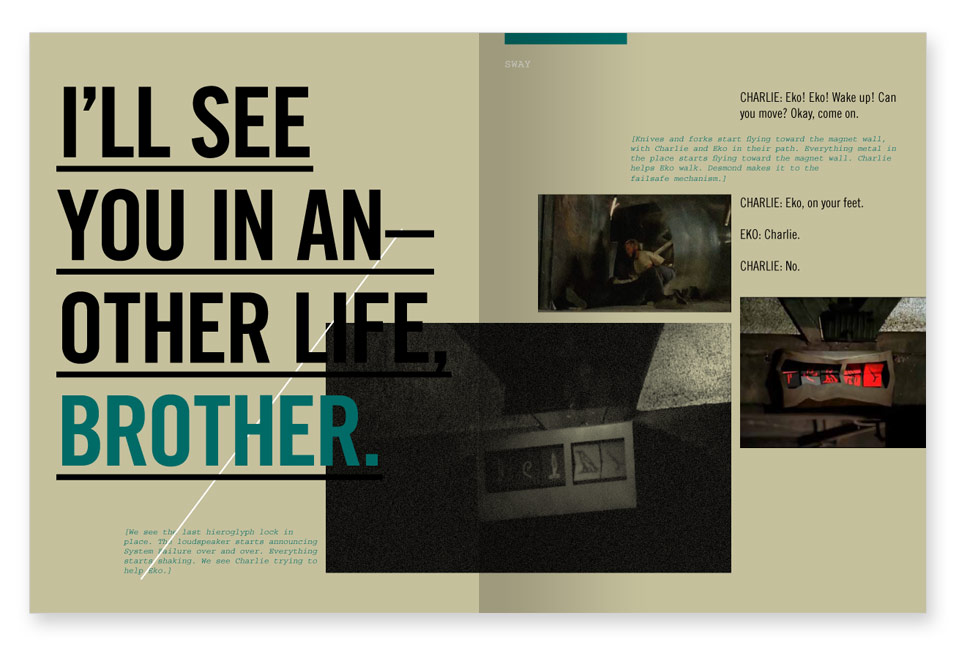 I'LL SEE
YOU IN AN—
OTHER LIFE,
BROTHER.
[We see the last hieroglyph lock in
place. The loudspeaker starts announcing
System failure over and over. Everything
starts shaking. We see Charlie trying to
help Eko.]
SWAY
CHARLIE: Eko! Eko! Wake up! Can
you move? Okay, come on.
[Knives and forks start flying toward the magnet wall,
with Charlie and Eko in their path. Everything metal in
the place starts flying toward the magnet wall. Charlie
helps Eko walk. Desmond makes it to the
failsafe mechanism.]
CHARLIE: Eko, on your feet.
EKO: Charlie.
CHARLIE: No.